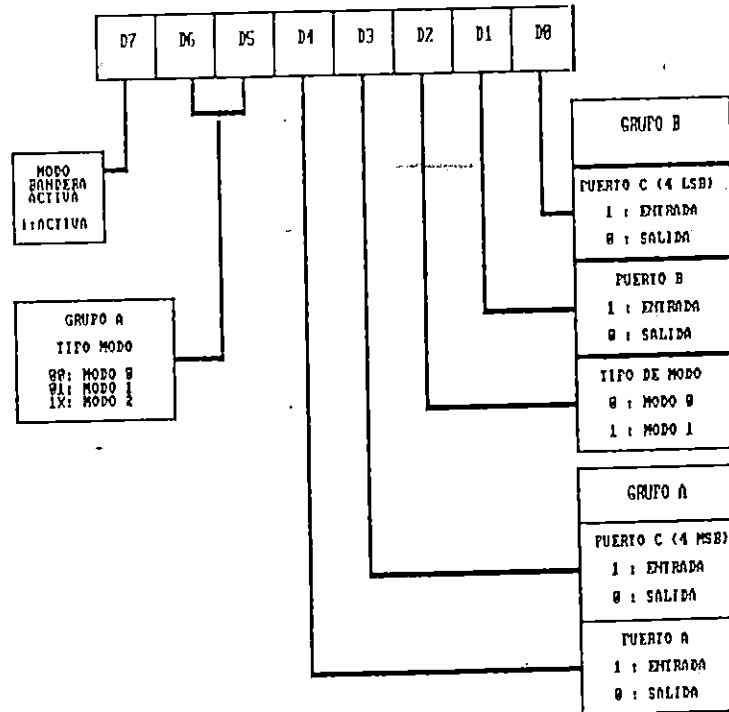 D7 D6 D5 D4 D3 D2 D1 D0
MODO
BANDERA
ACTIVA
1:ACTIVA
GRUPO A
TIPO MODO
00: MODO 0
01: MODO 1
1X: MODO 2
GRUPO B
PUERTO C (4 LSB)
1 : ENTRADA
0 : SALIDA
PUERTO B
1 : ENTRADA
0 : SALIDA
TIPO DE MODO
0 : MODO 0
1 : MODO 1
GRUPO A
PUERTO C (4 MSB)
1 : ENTRADA
0 : SALIDA
PUERTO A
1 : ENTRADA
0 : SALIDA